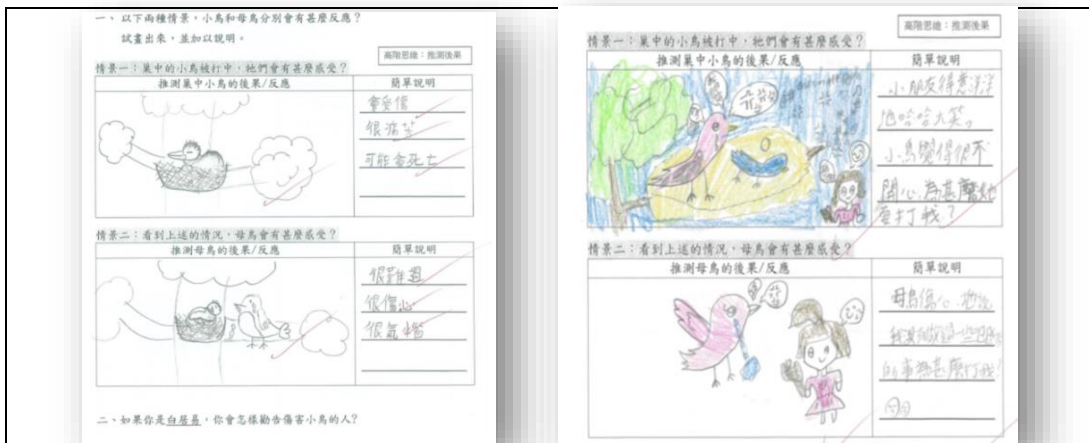 一、以下兩種情景，小鳥和母鳥分別會有甚麼反應？
試畫出來，並加以說明。
高階思維：推測後果
情景一：巢中的小鳥被打中，牠們會有甚麼感受？
推測巢中小鳥的後果/反應
簡單說明
會受傷
很痛苦
可能會死亡
情景二：看到上述的情況，母鳥會有甚麼感受？
推測母鳥的後果/反應
簡單說明
很難過
很傷心
很氣憤
二、如果你是白居易，你會怎樣勸告傷害小鳥的人?
高階思維：推測後果
情景一：巢中的小鳥被打中，牠們會有甚麼感受？
推測巢中小鳥的後果/反應
簡單說明
小朋友得意洋洋
哈哈大笑。
小鳥覺得很不
開心，為甚麼
要打我？
情景二：看到上述的情況，母鳥會有甚麼感受？
推測母鳥的後果/反應
簡單說明
母鳥傷心，地說
的事為甚麼打我？